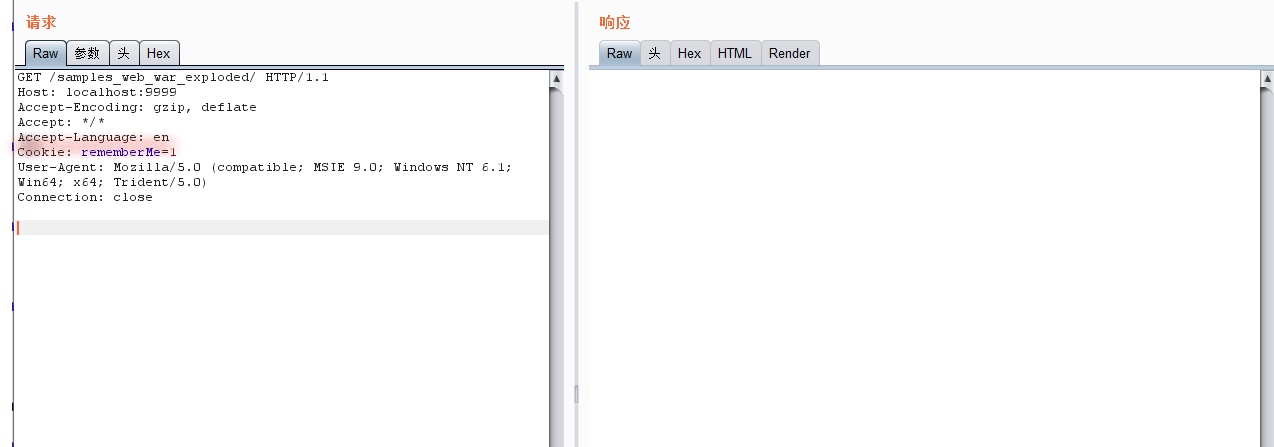 请求
响应
Raw 参数 头 Hex
Raw 头 Hex HTML Render
GET /samples_web_war_exploded/ HTTP/1.1
Host: localhost:9999
Accept-Encoding: gzip, deflate
Accept: */*
Accept-Language: en
Cookie: rememberMe=1
User-Agent: Mozilla/5.0 (compatible; MSIE 9.0; Windows NT 6.1;
Win64; x64; Trident/5.0)
Connection: close